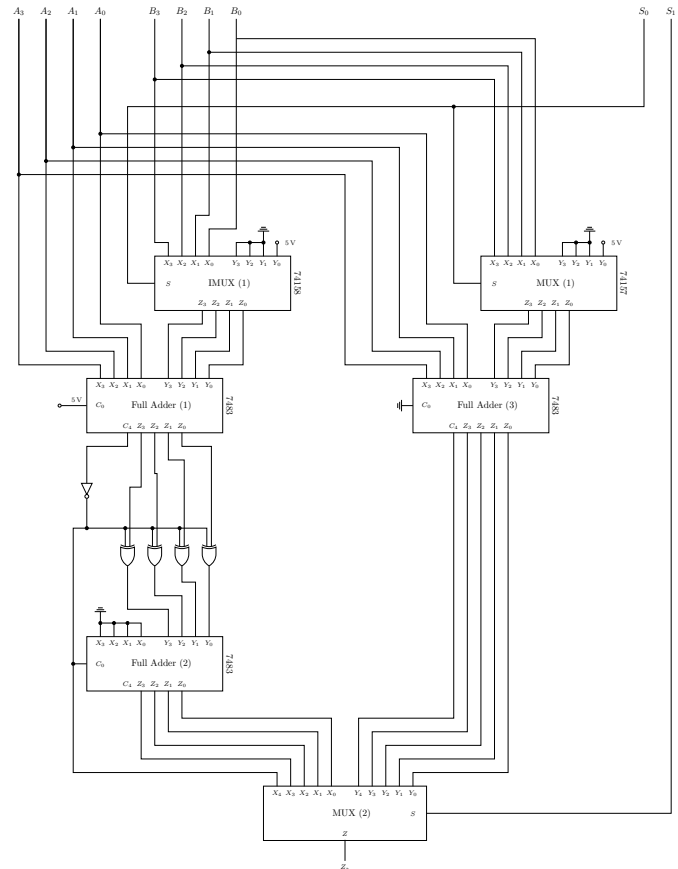 A3 A2 A1 A0 B3 B2 B1 B0 S0 S1
5 V 5 V
X3 X2 X1 X0 Y3 Y2 Y1 Y0 X3 X2 X1 X0 Y3 Y2 Y1 Y0
S IMUX (1) 74158 S MUX (1) 74157
Z3 Z2 Z1 Z0 Z3 Z2 Z1 Z0
X3 X2 X1 X0 Y3 Y2 Y1 Y0 X3 X2 X1 X0 Y3 Y2 Y1 Y0
5 V C0 Full Adder (1) 7483 C0 Full Adder (3) 7483
C4 Z3 Z2 Z1 Z0 C4 Z3 Z2 Z1 Z0
X3 X2 X1 X0 Y3 Y2 Y1 Y0
C0 Full Adder (2) 7483
C4 Z3 Z2 Z1 Z0
X4 X3 X2 X1 X0 Y4 Y3 Y2 Y1 Y0
MUX (2) S
Z